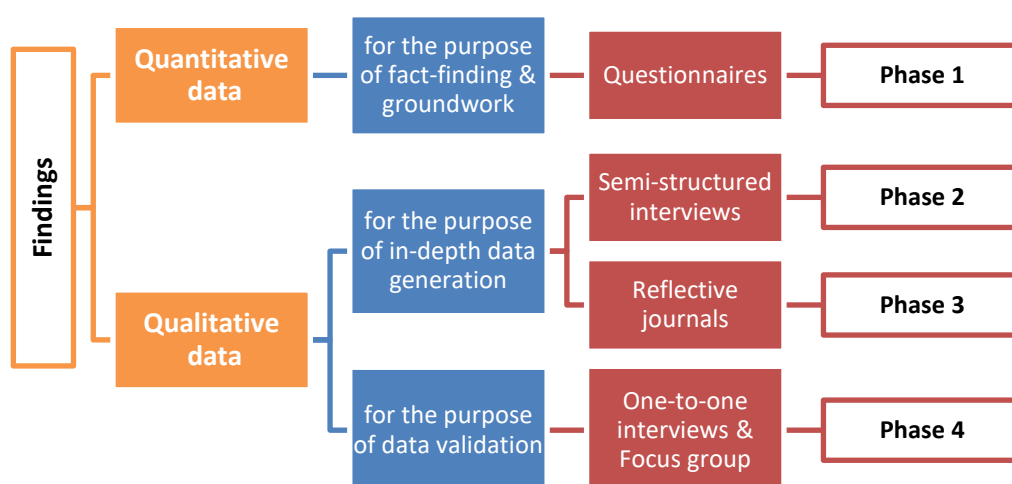 Findings
Quantitative
data
for the purpose
of fact-finding &
groundwork
Questionnaires
Phase 1
Qualitative
data
for the purpose
of in-depth data
generation
Semi-structured
interviews
Phase 2
Reflective
journals
Phase 3
for the purpose
of data validation
One-to-one
interviews &
Focus group
Phase 4